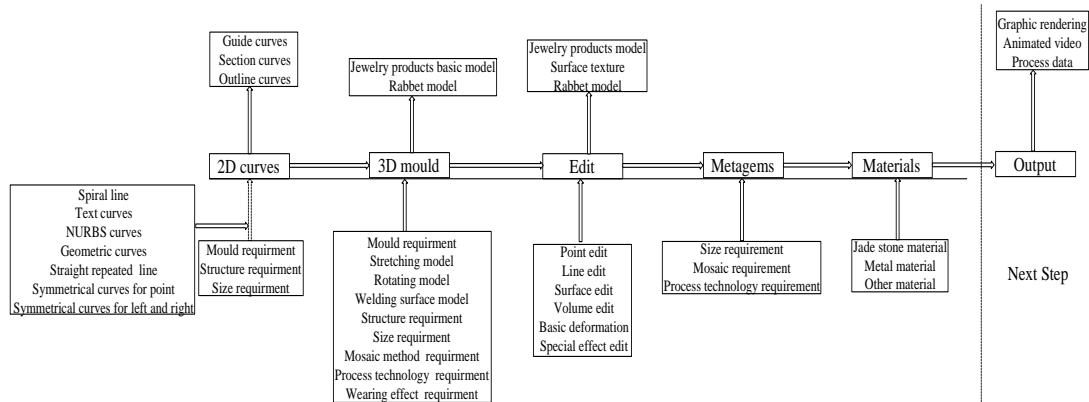 Guide curves
Section curves
Outline curves
Jewelry products basic model
Rabbet model
Jewelry products model
Surface texture
Rabbet model
Graphic rendering
Animated video
Process data
2D curves
3D mould
Edit
Metagems
Materials
Output
Spiral line
Text curves
NURBS curves
Geometric curves
Straight repeated line
Symmetrical curves for point
Symmetrical curves for left and right
Mould requirment
Structure requirment
Size requirment
Mould requirment
Stretching model
Rotating model
Welding surface model
Structure requirment
Size requirment
Mosaic method requirment
Process technology requirment
Wearing effect requirment
Point edit
Line edit
Surface edit
Volume edit
Basic deformation
Special effect edit
Size requirement
Mosaic requirement
Process technology requirement
Jade stone material
Metal material
Other material
Next Step